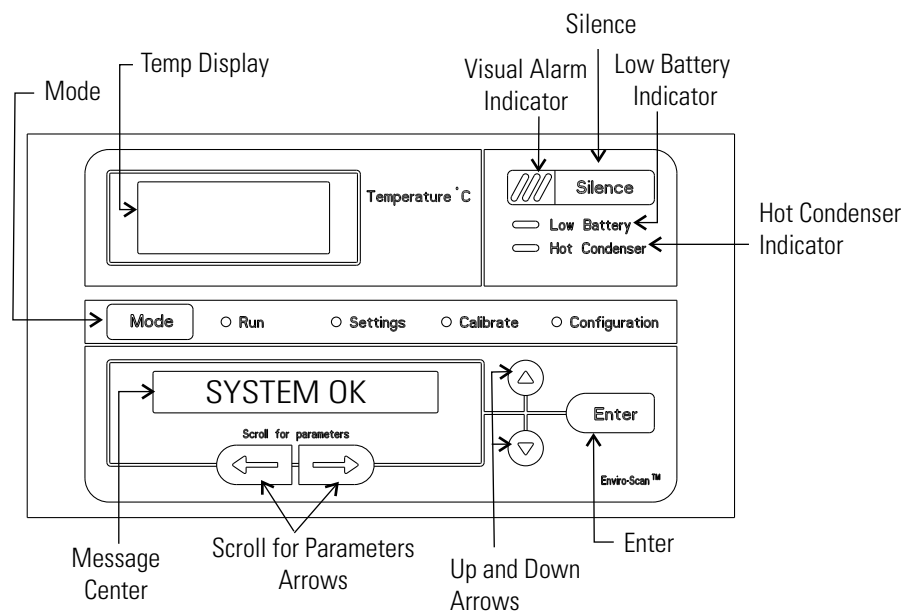 Silence
Temp Display
Visual Alarm
Indicator
Low Battery
Indicator
Mode
Temperature °C
Silence
Low Battery
Hot Condenser
Hot Condenser
Indicator
Mode
Run
Settings
Calibrate
Configuration
SYSTEM OK
Scroll for parameters
Enter
Enviro-Scan™
Message
Center
Scroll for Parameters
Arrows
Up and Down
Arrows
Enter